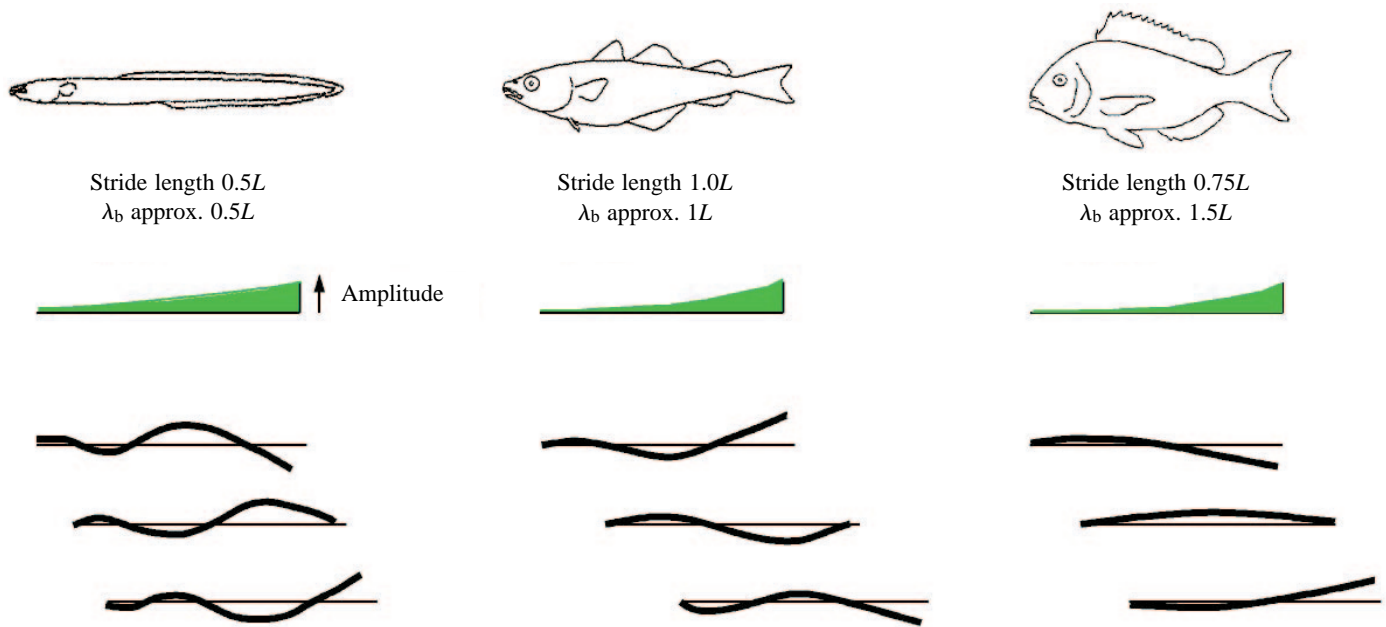 Stride length 0.5L
λb approx. 0.5L
Stride length 1.0L
λb approx. 1L
Stride length 0.75L
λb approx. 1.5L
Amplitude